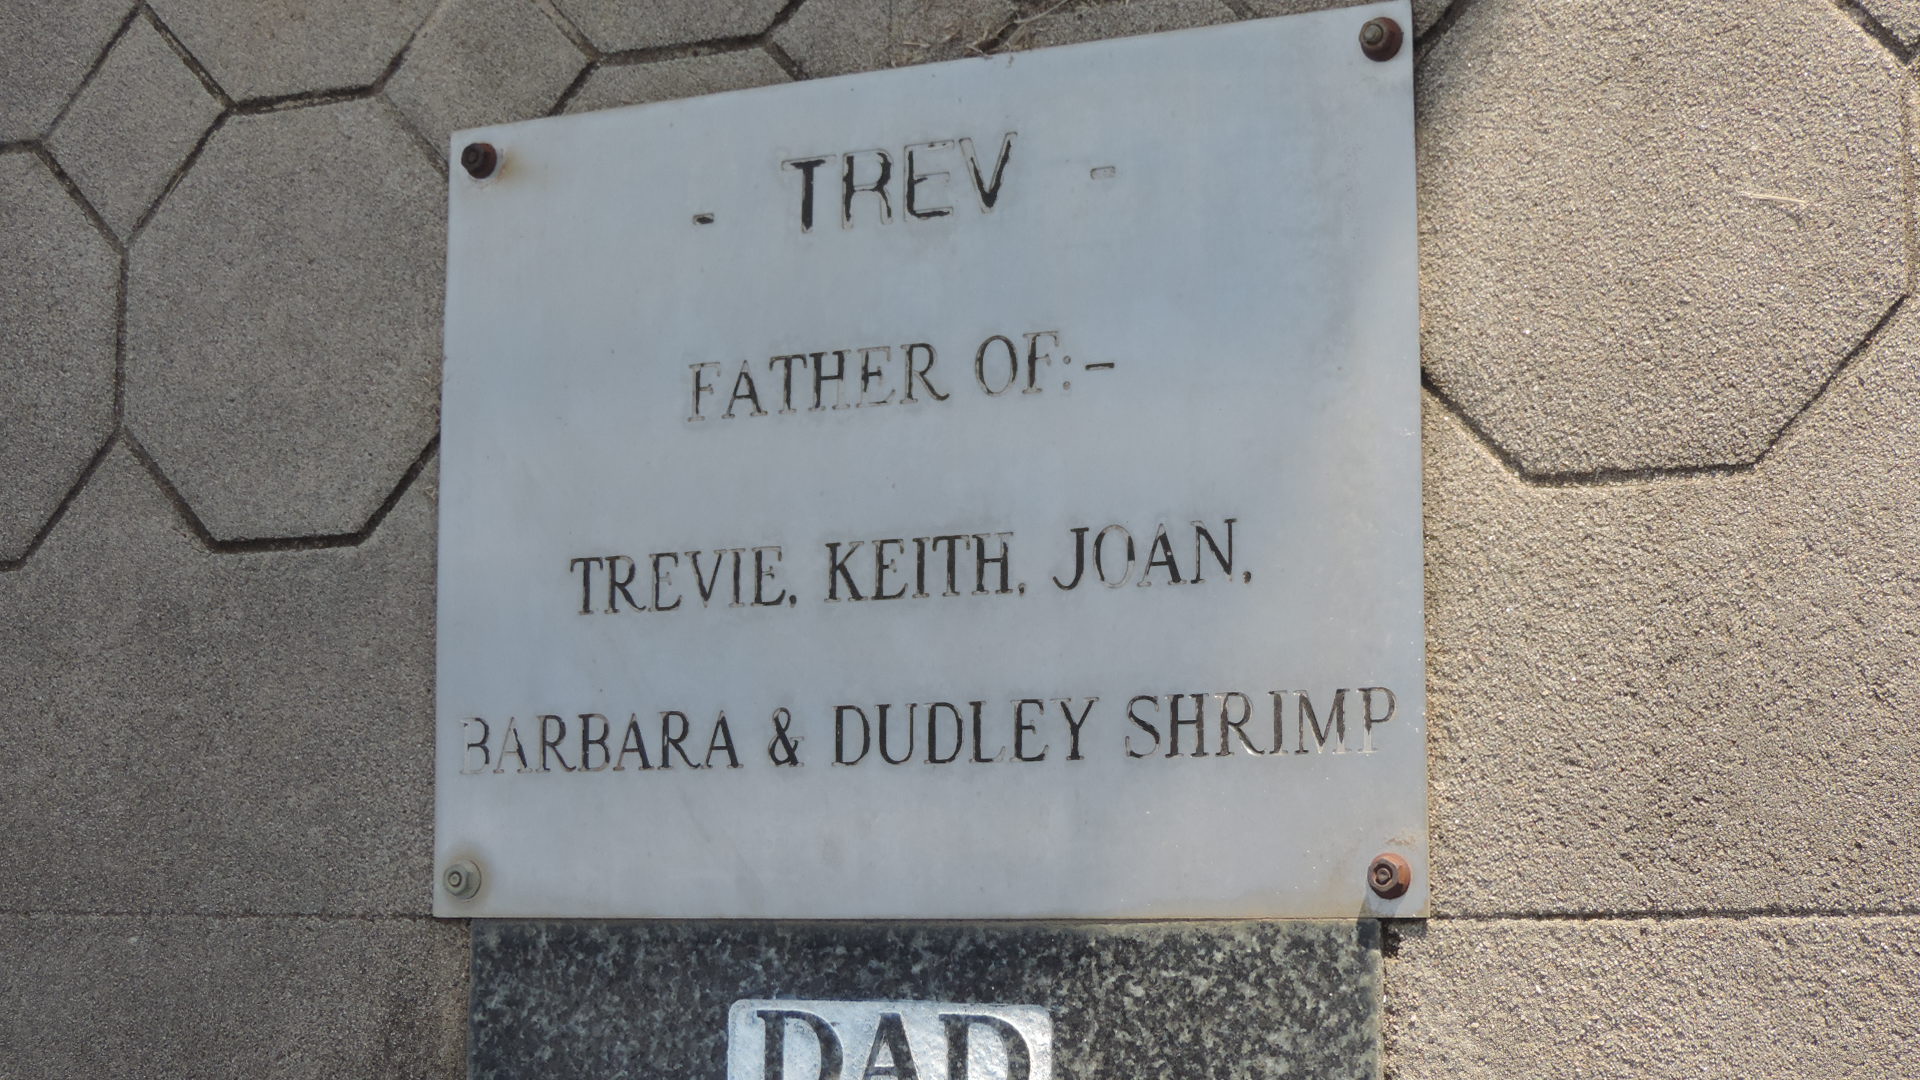 - TREV -
FATHER OF:-
TREVIE, KEITH, JOAN,
BARBARA & DUDLEY SHRIMP
DAD